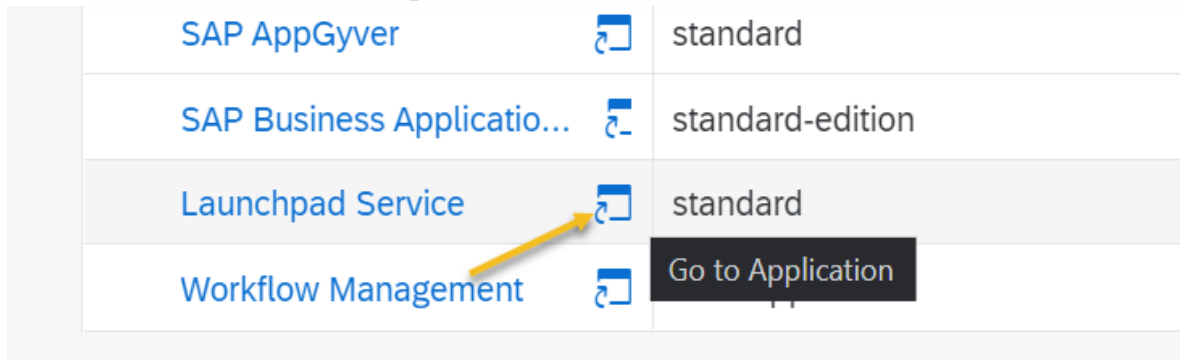 SAP AppGyver standard
SAP Business Applicatio... standard-edition
Launchpad Service standard
Go to Application
Workflow Management